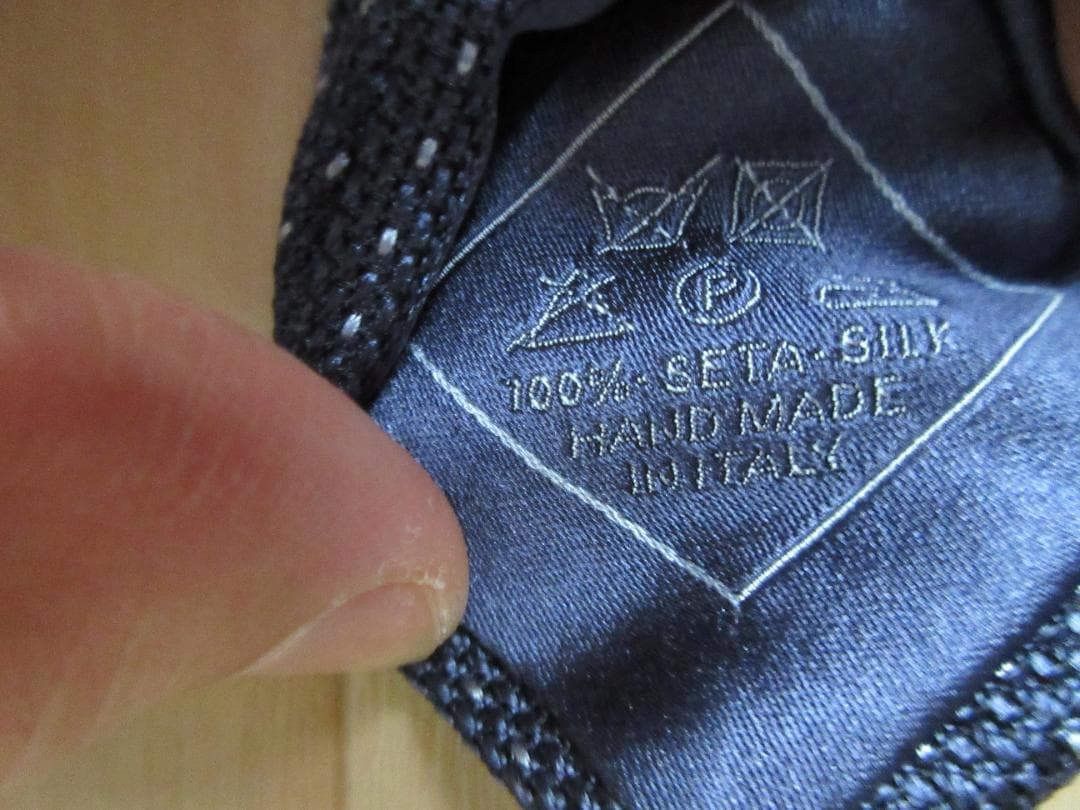 P
100%-SETA-SILK
HAND MADE
IN ITALY